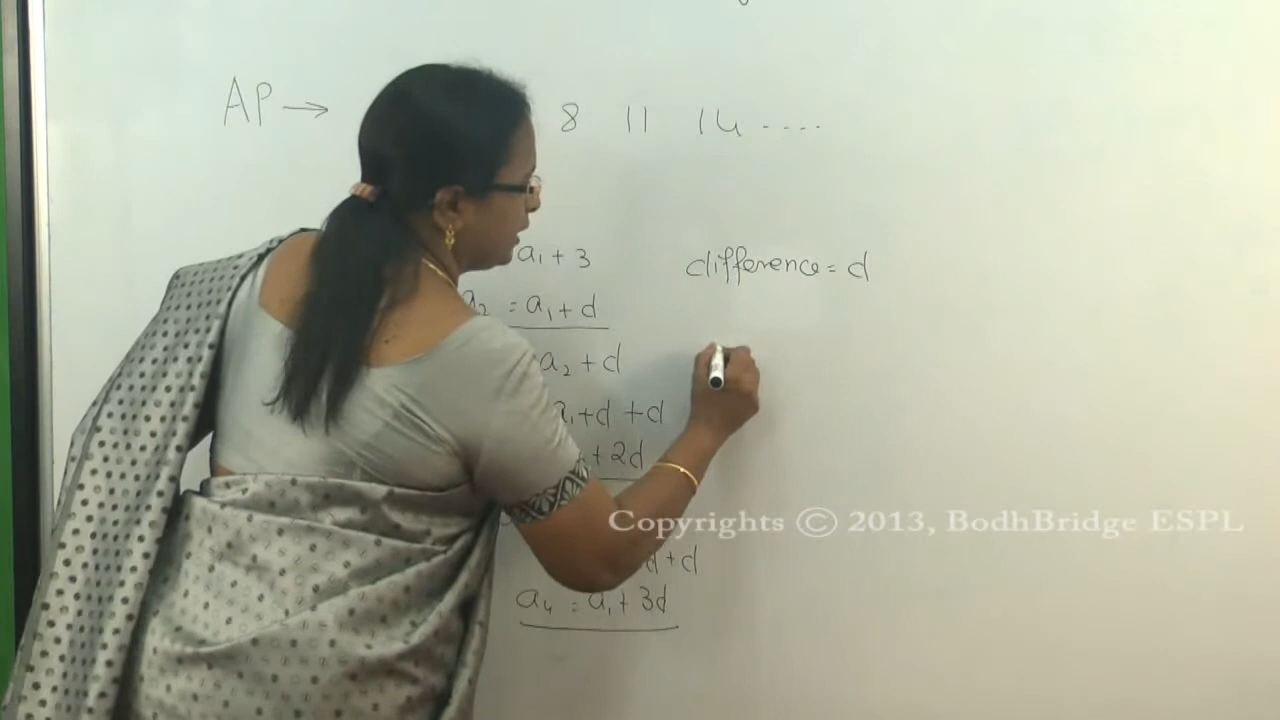 AP → 8 11 14 ....
a₁ + 3
difference = d
a₂ = a₁ + d
a₂ + d
a₁ + d + d
+ 2d
Copyrights © 2013, BodhBridge ESPL
d + d
a₄ = a₁ + 3d